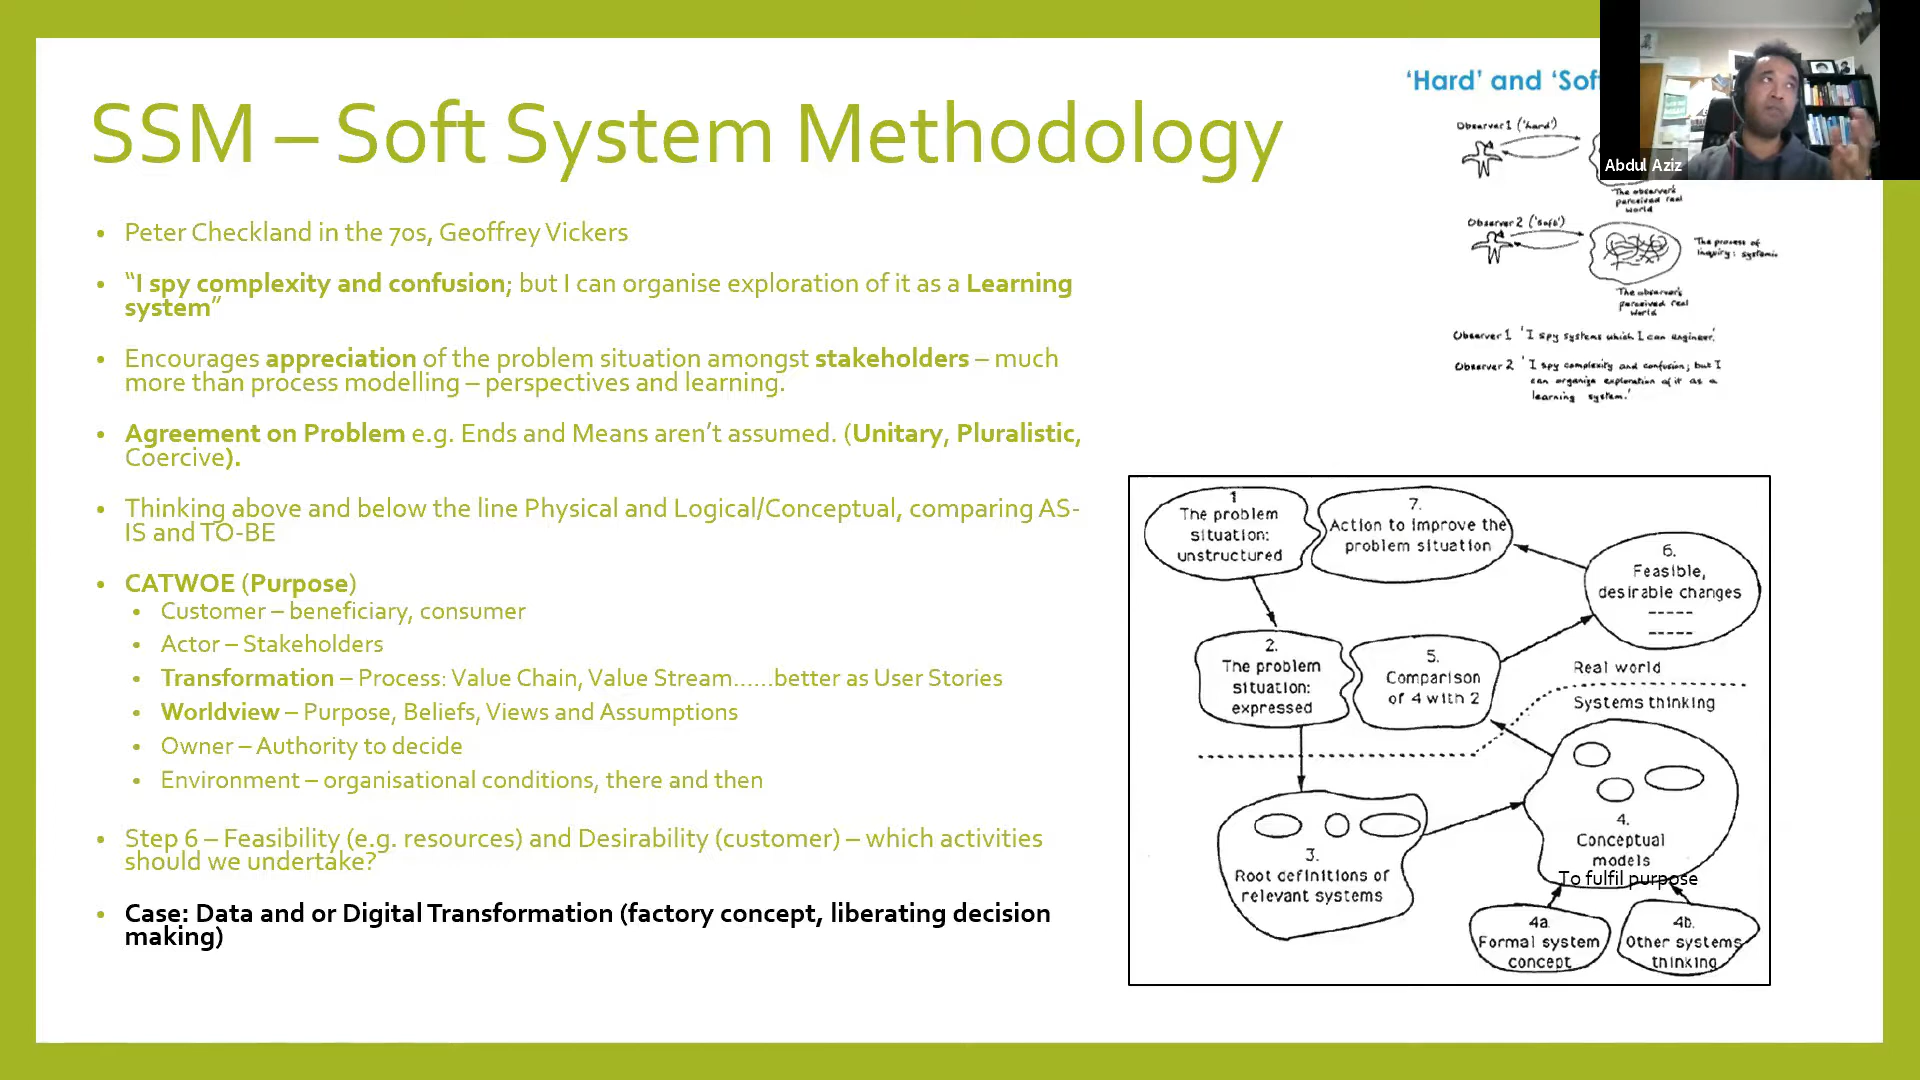 SSM – Soft System Methodology
• Peter Checkland in the 70s, Geoffrey Vickers
• “I spy complexity and confusion; but I can organise exploration of it as a Learning
system”
• Encourages appreciation of the problem situation amongst stakeholders – much
more than process modelling – perspectives and learning.
• Agreement on Problem e.g. Ends and Means aren’t assumed. (Unitary, Pluralistic,
Coercive).
• Thinking above and below the line Physical and Logical/Conceptual, comparing AS-
IS and TO-BE
• CATWOE (Purpose)
• Customer – beneficiary, consumer
• Actor – Stakeholders
• Transformation – Process: Value Chain, Value Stream……better as User Stories
• Worldview – Purpose, Beliefs, Views and Assumptions
• Owner – Authority to decide
• Environment – organisational conditions, there and then
• Step 6 – Feasibility (e.g. resources) and Desirability (customer) – which activities
should we undertake?
• Case: Data and or Digital Transformation (factory concept, liberating decision
making)
‘Hard’ and ‘Sof
Abdul Aziz
Observer 1 ('hard')
The observer's
perceived real
world
Observer 2 ('soft')
The process of
inquiry: systemic
The observer's
perceived real
world
Observer 1 'I spy systems which I can engineer.'
Observer 2 'I spy complexity and confusion; but I
can organize exploration of it as a
learning system.'
1
The problem
situation:
unstructured
7.
Action to improve the
problem situation
6.
Feasible,
desirable changes
2.
The problem
situation:
expressed
5.
Comparison
of 4 with 2
Real world
Systems thinking
3.
Root definitions of
relevant systems
4.
Conceptual
models
To fulfil purpose
4a
Formal system
concept
4b.
Other systems
thinking